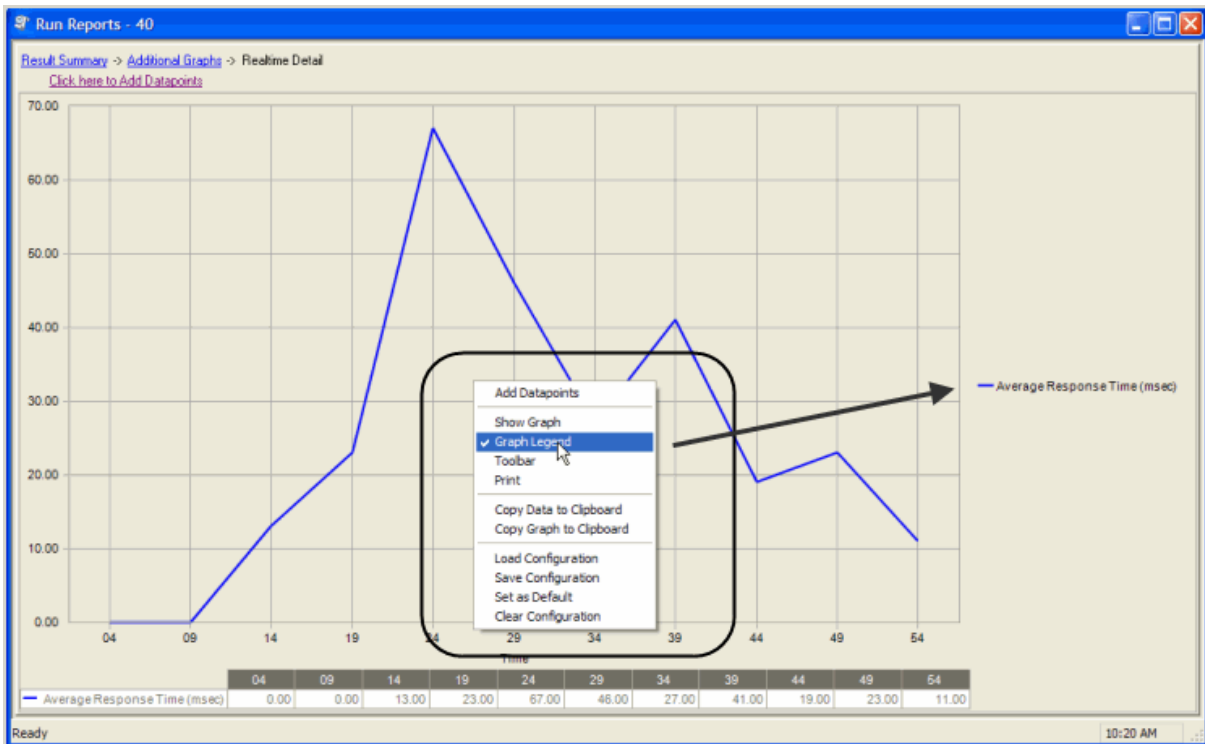 Run Reports - 40
Result Summary -> Additional Graphs -> Realtime Detail
Click here to Add Datapoints
70.00
60.00
50.00
40.00
30.00
20.00
10.00
0.00
Average Response Time (msec)
Add Datapoints
Show Graph
Graph Legend
Toolbar
Print
Copy Data to Clipboard
Copy Graph to Clipboard
Load Configuration
Save Configuration
Set as Default
Clear Configuration
04 09 14 19 24 29 34 39 44 49 54
Time
04 09 14 19 24 29 34 39 44 49 54
Average Response Time (msec) 0.00 0.00 13.00 23.00 67.00 46.00 27.00 41.00 19.00 23.00 11.00
Ready 10:20 AM